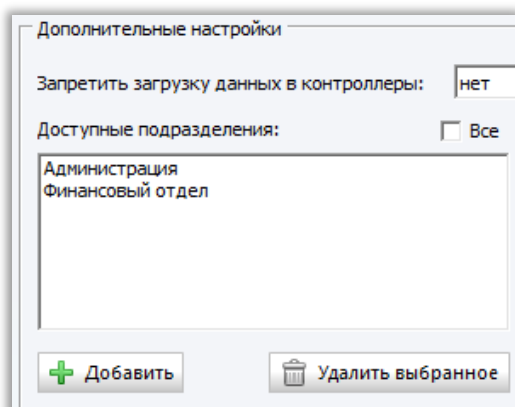 Дополнительные настройки
Запретить загрузку данных в контроллеры: нет
Доступные подразделения: Все
Администрация
Финансовый отдел
Добавить Удалить выбранное